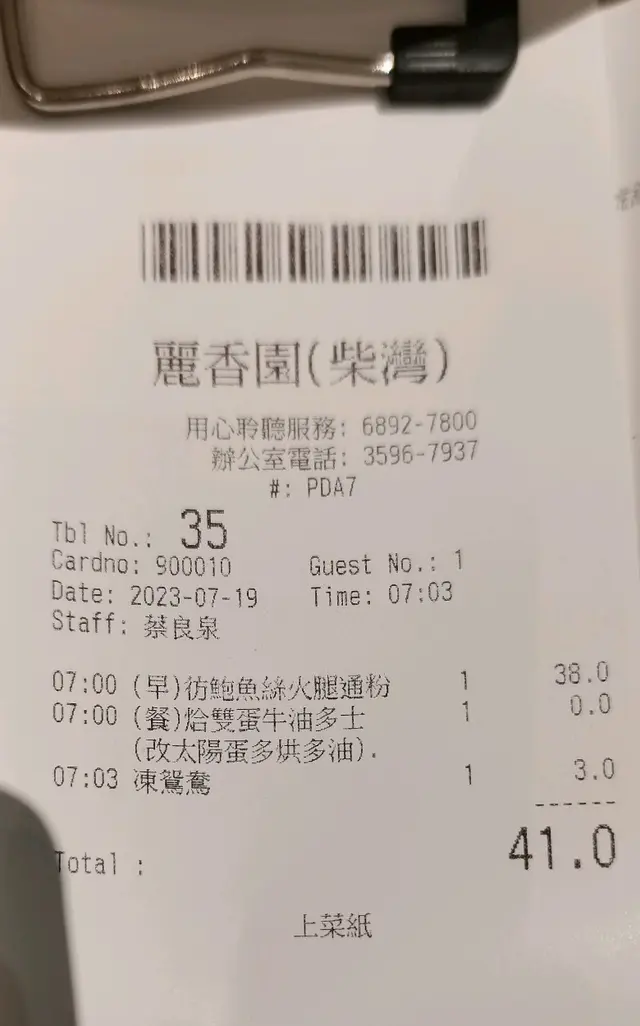 麗香園(柴灣)
用心聆聽服務: 6892-7800
辦公室電話: 3596-7937
#: PDA7
Tbl No.: 35
Cardno: 900010 Guest No.: 1
Date: 2023-07-19 Time: 07:03
Staff: 蔡良泉
07:00 (早)彷鮑魚絲火腿通粉 1 38.0
07:00 (餐)烚雙蛋牛油多士 1 0.0
(改太陽蛋多烘多油).
07:03 凍鴛鴦 1 3.0
------
Total : 41.0
上菜紙